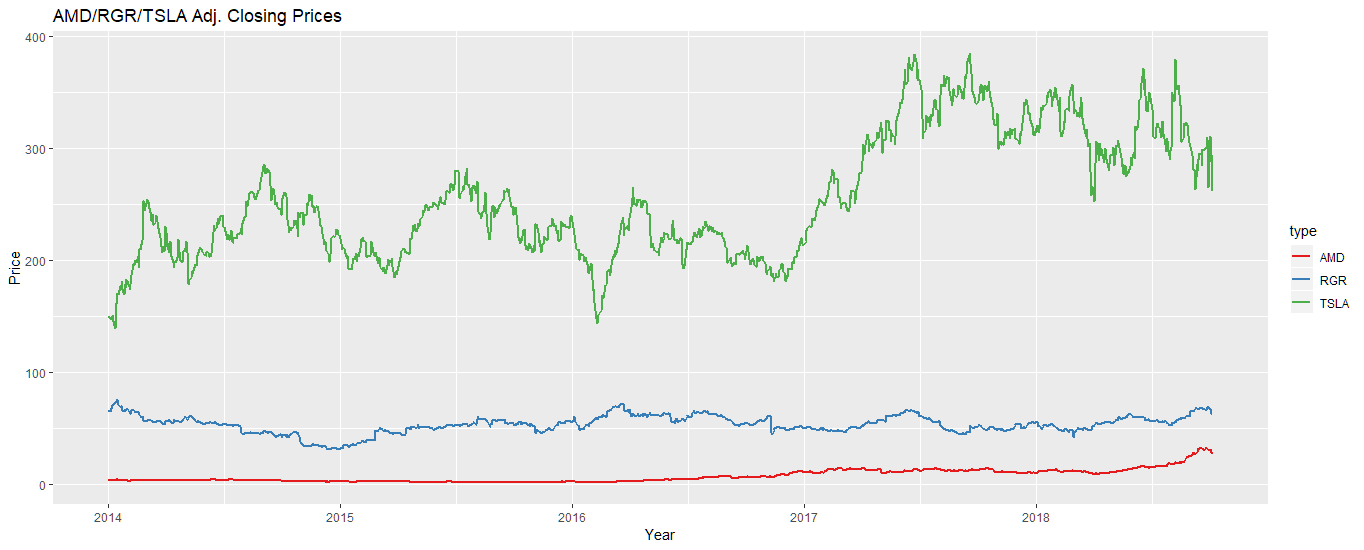 AMD/RGR/TSLA Adj. Closing Prices
400
300
200
100
0
Price
2014 2015 2016 2017 2018
Year
type
AMD
RGR
TSLA